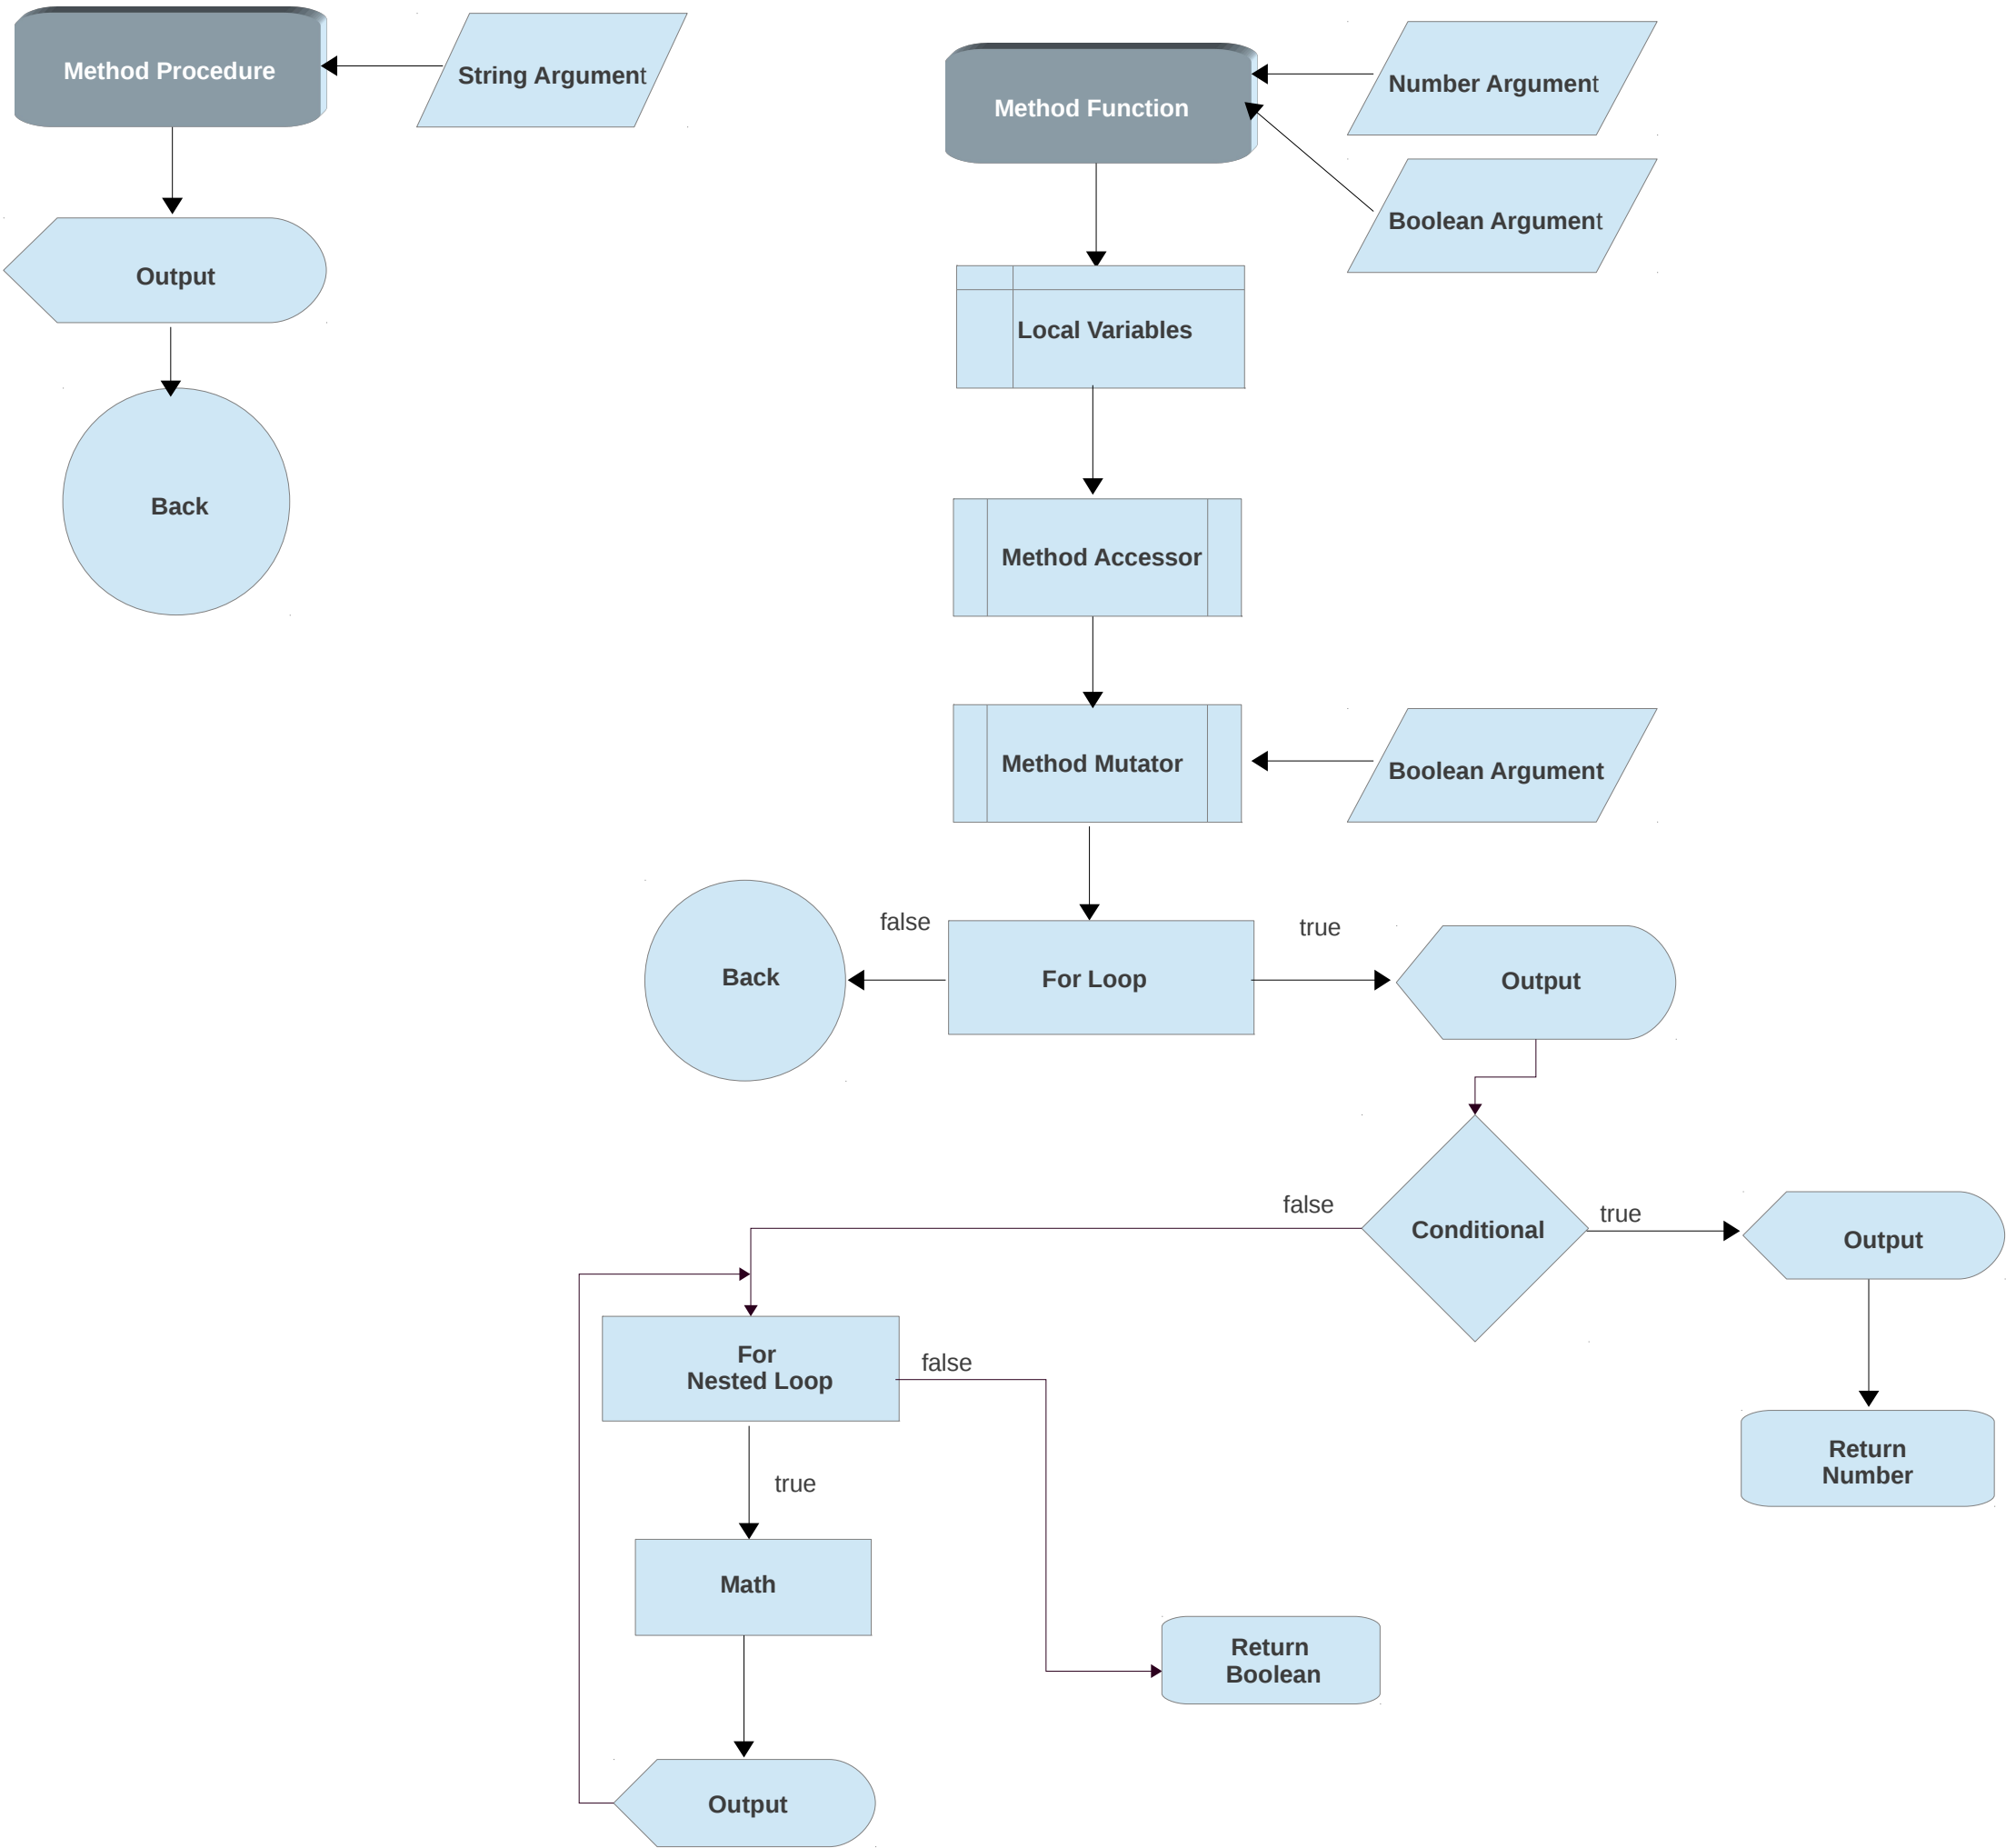 Method Procedure
String Argument
Output
Back
Method Function
Number Argument
Boolean Argument
Local Variables
Method Accessor
Method Mutator
Boolean Argument
false
true
Back
For Loop
Output
false
true
Conditional
Output
For
Nested Loop
false
true
Return
Number
Math
Return
Boolean
Output